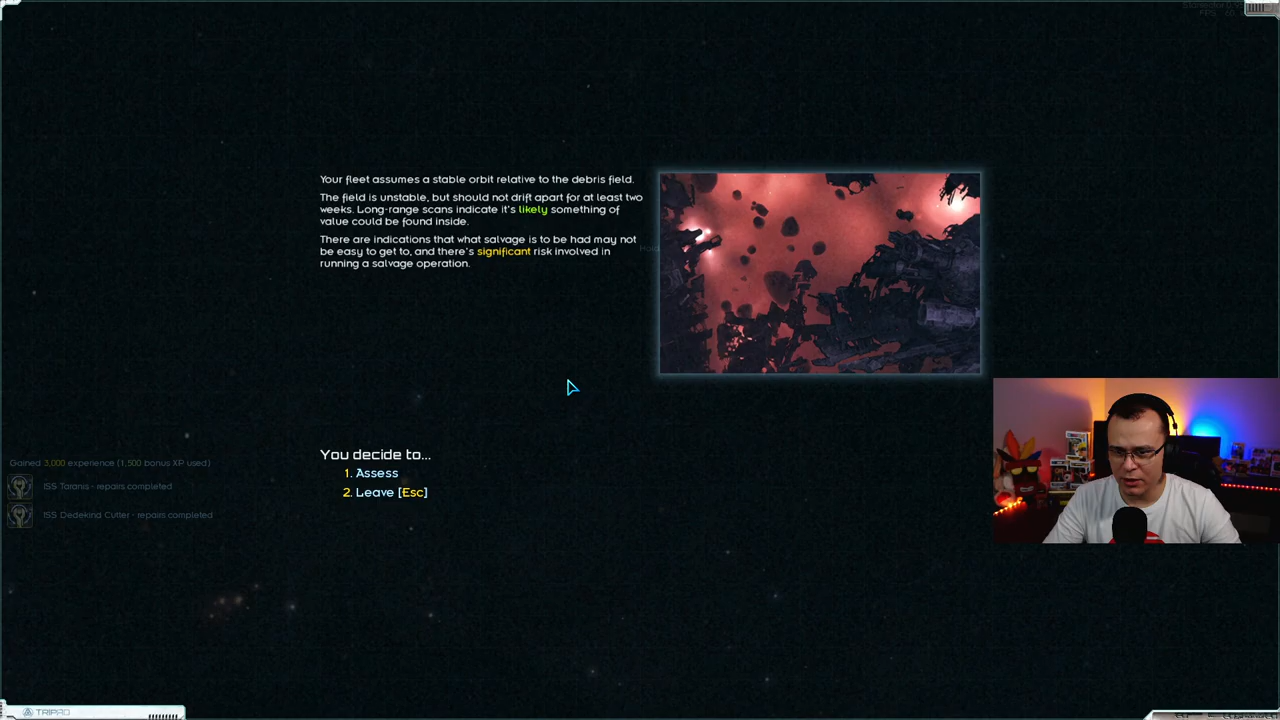 Your fleet assumes a stable orbit relative to the debris field.
The field is unstable, but should not drift apart for at least two
weeks. Long-range scans indicate it's likely something of
value could be found inside.
There are indications that what salvage is to be had may not
be easy to get to, and there's significant risk involved in
running a salvage operation.
You decide to...
1. Assess
2. Leave [Esc]
Gained 3,000 experience (1,500 bonus XP used)
ISS Taranis - repairs completed
ISS Dedekind Cutter - repairs completed
TRIPAD